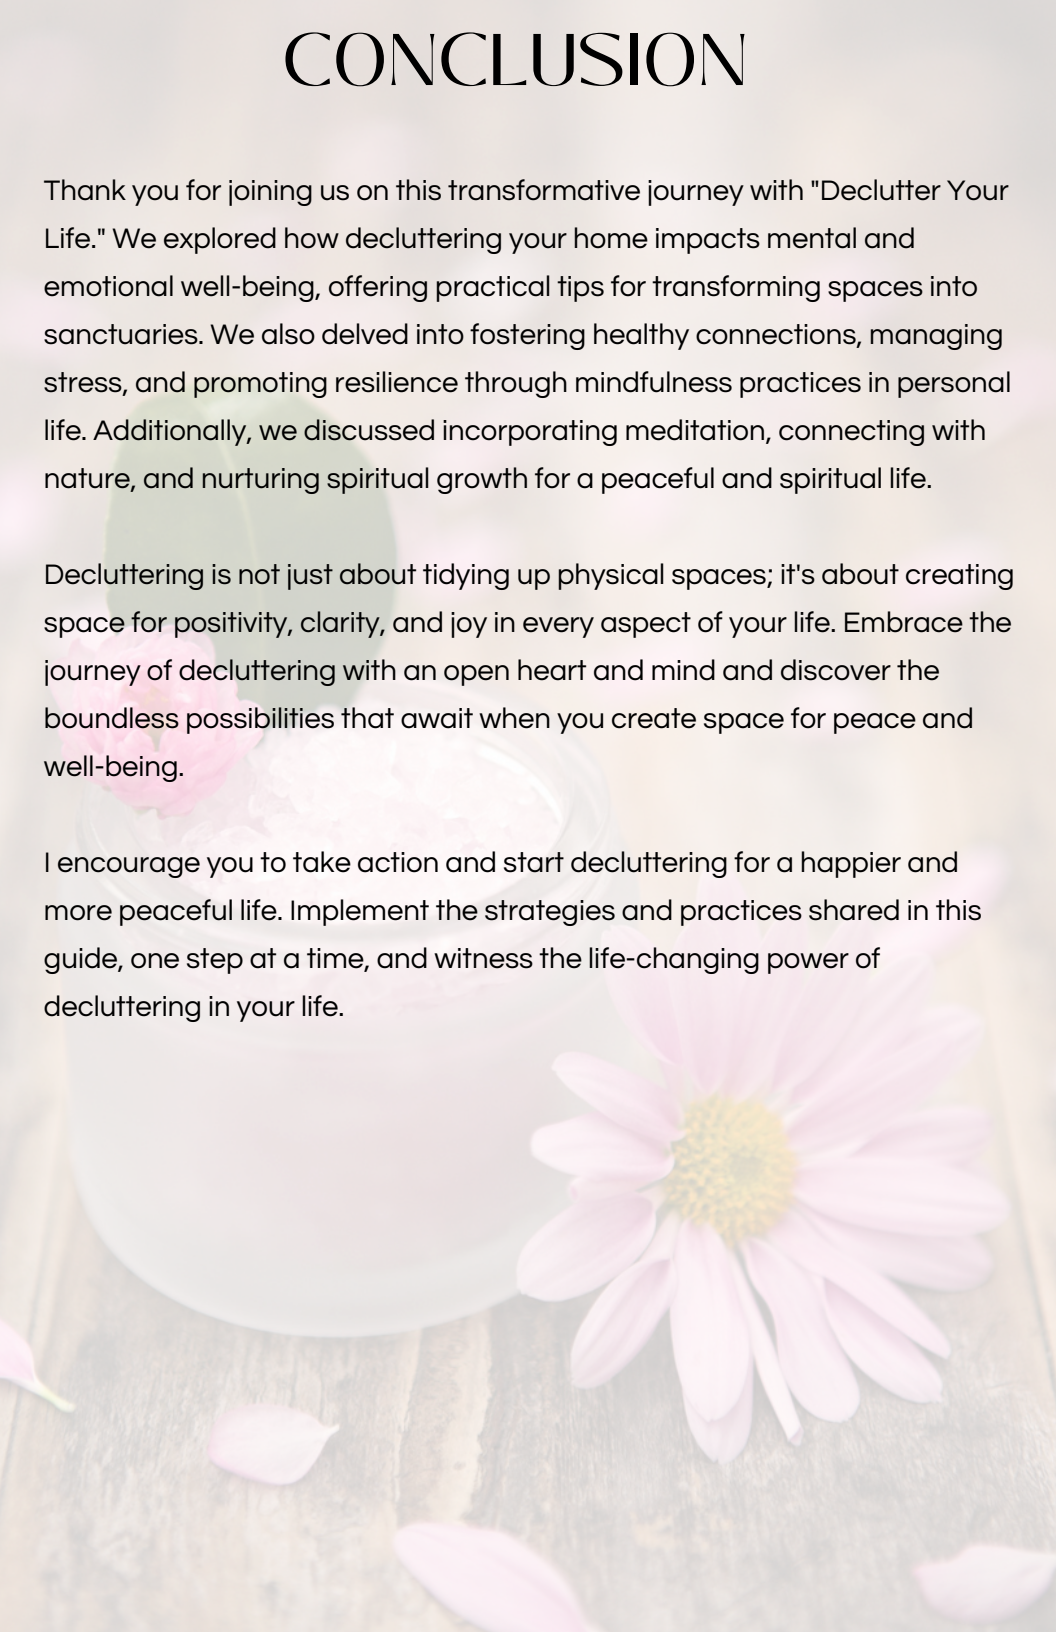 CONCLUSION
Thank you for joining us on this transformative journey with "Declutter Your
Life." We explored how decluttering your home impacts mental and
emotional well-being, offering practical tips for transforming spaces into
sanctuaries. We also delved into fostering healthy connections, managing
stress, and promoting resilience through mindfulness practices in personal
life. Additionally, we discussed incorporating meditation, connecting with
nature, and nurturing spiritual growth for a peaceful and spiritual life.
Decluttering is not just about tidying up physical spaces; it's about creating
space for positivity, clarity, and joy in every aspect of your life. Embrace the
journey of decluttering with an open heart and mind and discover the
boundless possibilities that await when you create space for peace and
well-being.
I encourage you to take action and start decluttering for a happier and
more peaceful life. Implement the strategies and practices shared in this
guide, one step at a time, and witness the life-changing power of
decluttering in your life.